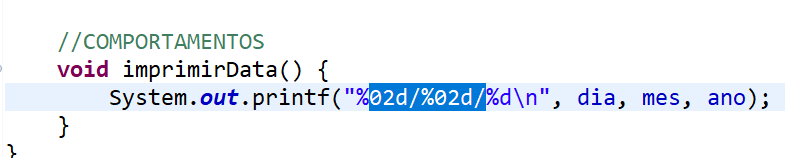 //COMPORTAMENTOS
void imprimirData() {
System.out.printf("%02d/%02d/%d\n", dia, mes, ano);
}
}